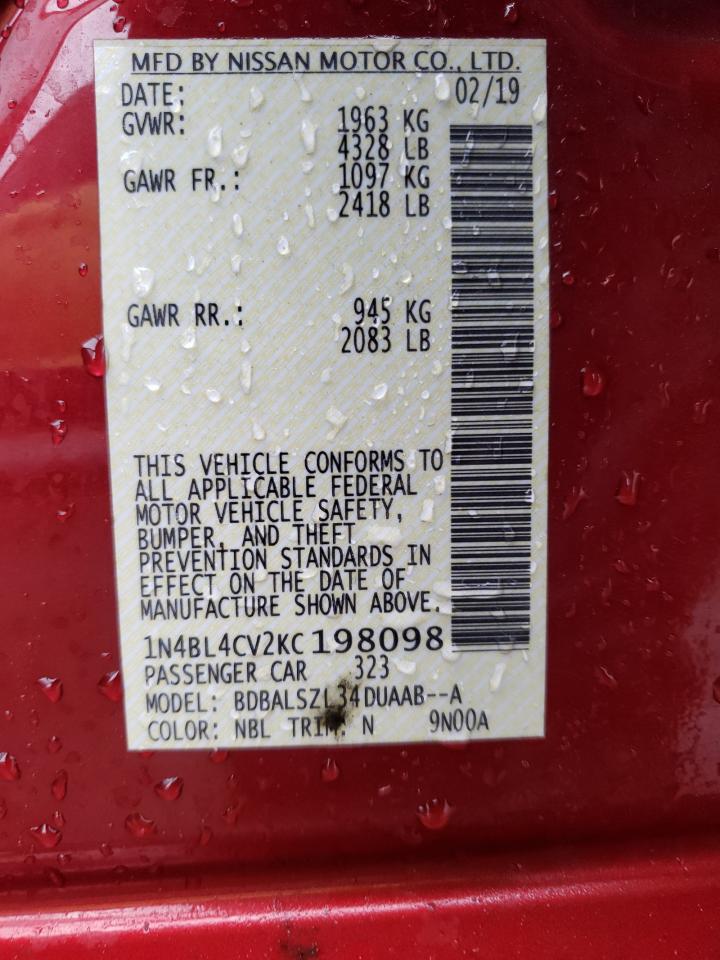 MFD BY NISSAN MOTOR CO., LTD.
DATE: 02/19
GVWR: 1963 KG
4328 LB
GAWR FR.: 1097 KG
2418 LB
GAWR RR.: 945 KG
2083 LB
THIS VEHICLE CONFORMS TO
ALL APPLICABLE FEDERAL
MOTOR VEHICLE SAFETY,
BUMPER, AND THEFT
PREVENTION STANDARDS IN
EFFECT ON THE DATE OF
MANUFACTURE SHOWN ABOVE.
1N4BL4CV2KC198098
PASSENGER CAR 323
MODEL: BDBALSZL34DUAAB--A
COLOR: NBL TRIM: N 9N00A